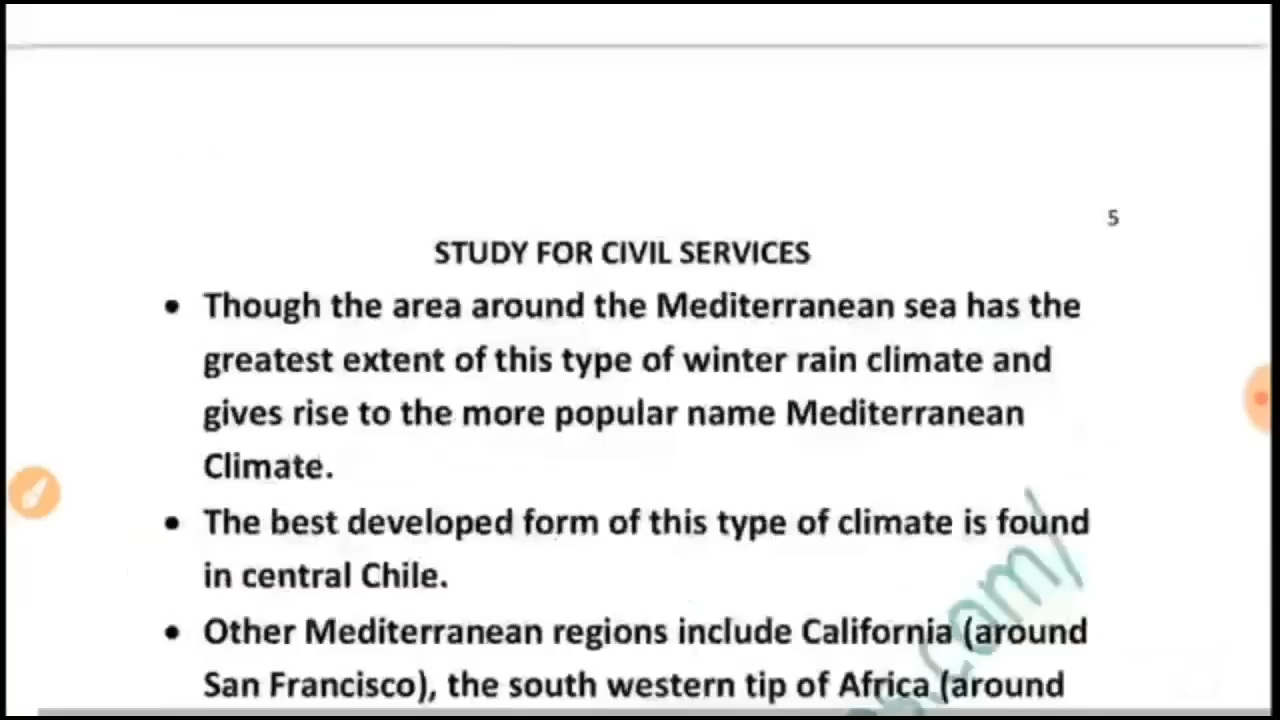 5
STUDY FOR CIVIL SERVICES
• Though the area around the Mediterranean sea has the
greatest extent of this type of winter rain climate and
gives rise to the more popular name Mediterranean
Climate.
• The best developed form of this type of climate is found
in central Chile.
• Other Mediterranean regions include California (around
San Francisco), the south western tip of Africa (around
.com/